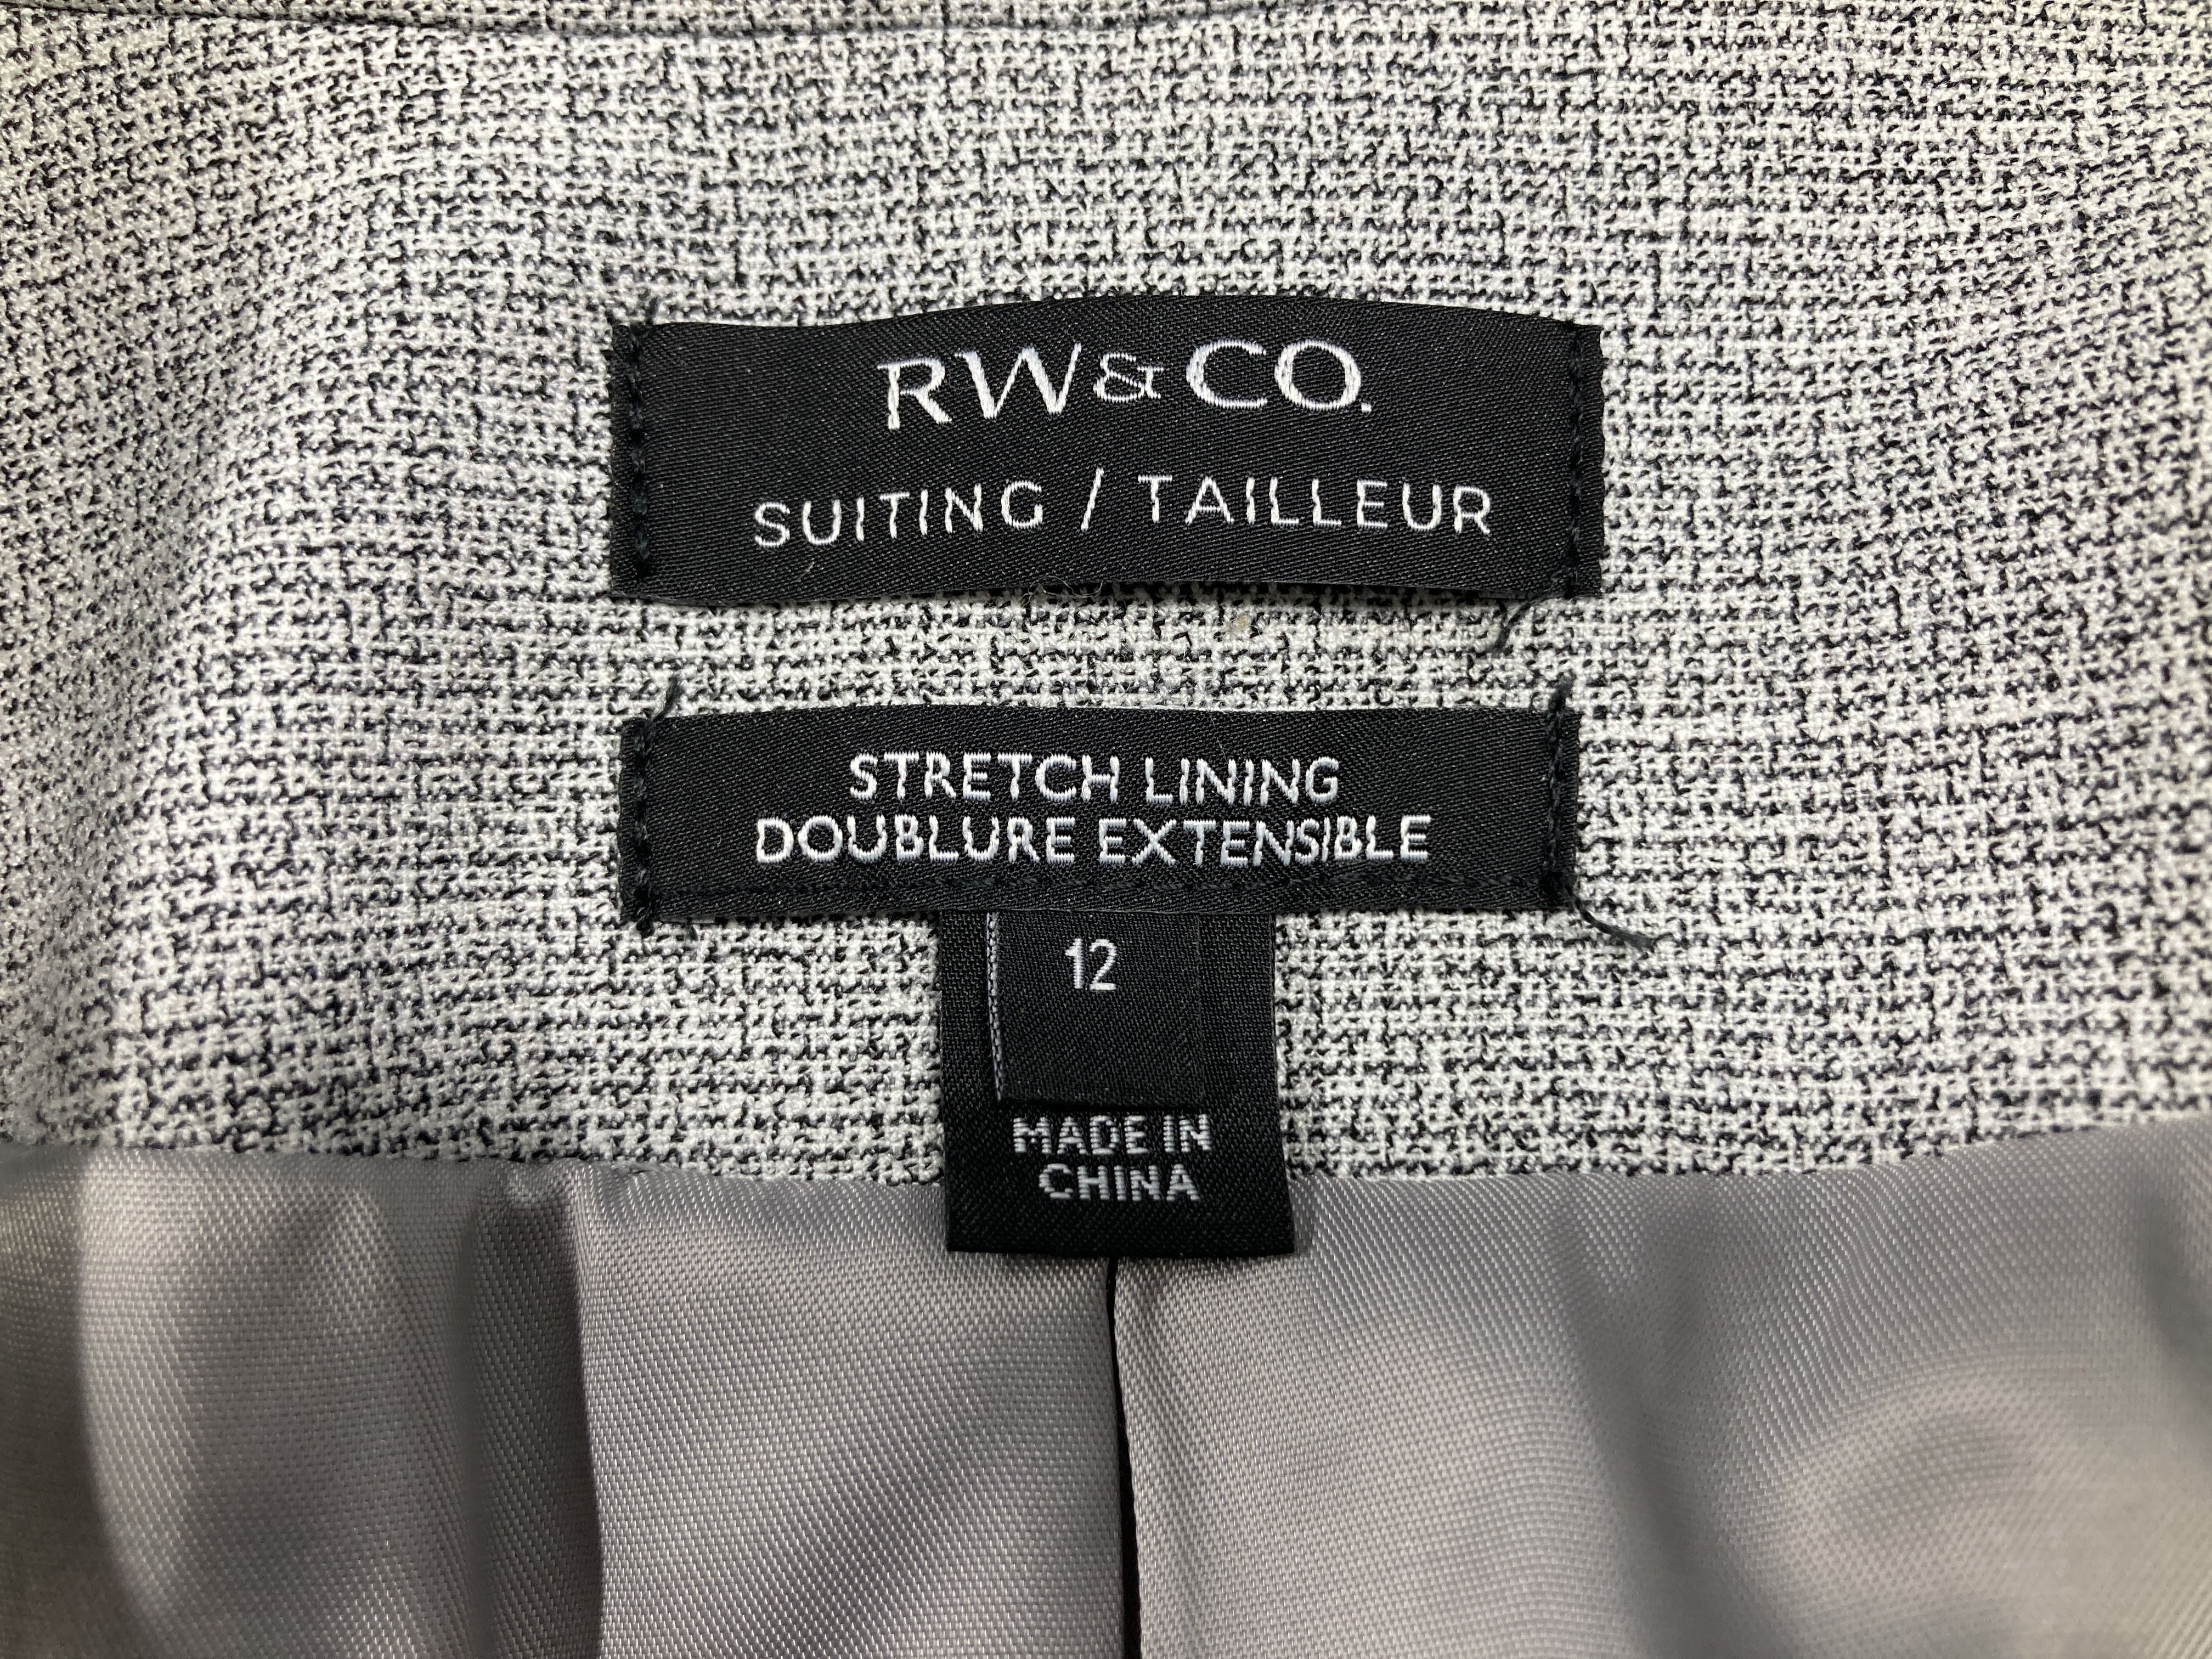 RW&CO.
SUITING / TAILLEUR
STRETCH LINING
DOUBLURE EXTENSIBLE
12
MADE IN
CHINA